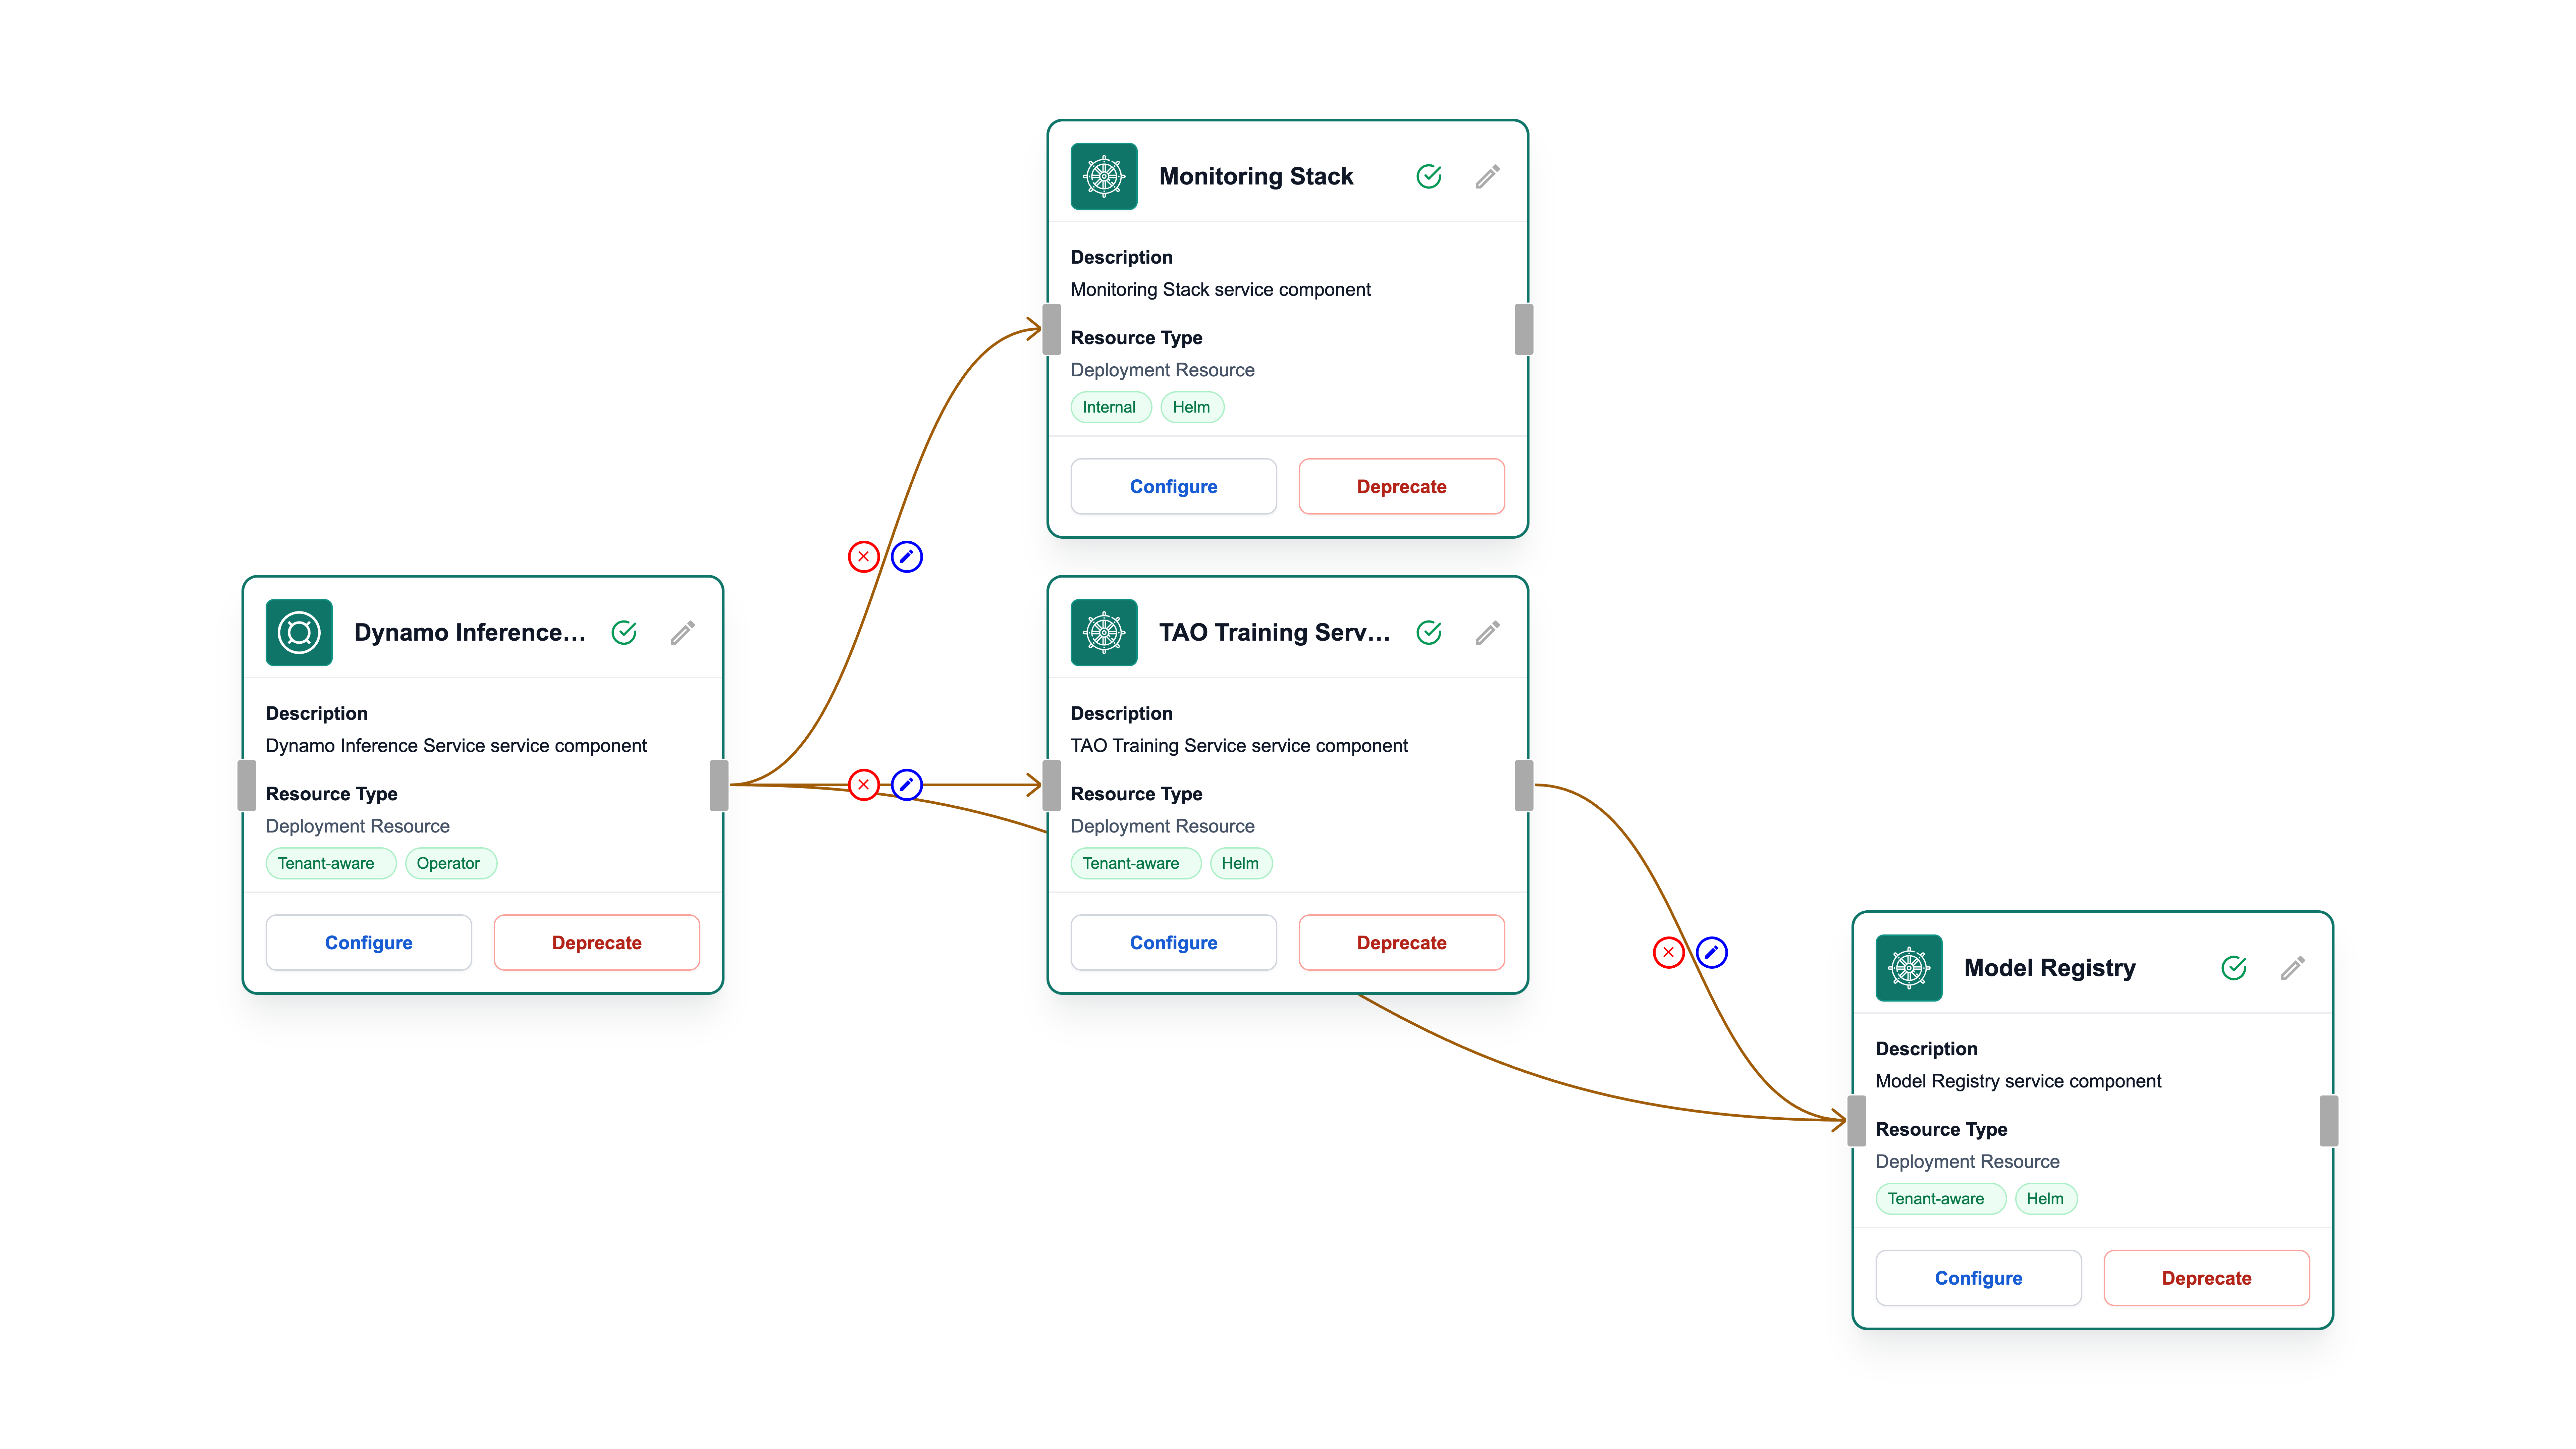 Monitoring Stack
Description
Monitoring Stack service component
Resource Type
Deployment Resource
Internal Helm
Configure Deprecate
Dynamo Inference...
Description
Dynamo Inference Service service component
Resource Type
Deployment Resource
Tenant-aware Operator
Configure Deprecate
TAO Training Serv...
Description
TAO Training Service service component
Resource Type
Deployment Resource
Tenant-aware Helm
Configure Deprecate
Model Registry
Description
Model Registry service component
Resource Type
Deployment Resource
Tenant-aware Helm
Configure Deprecate